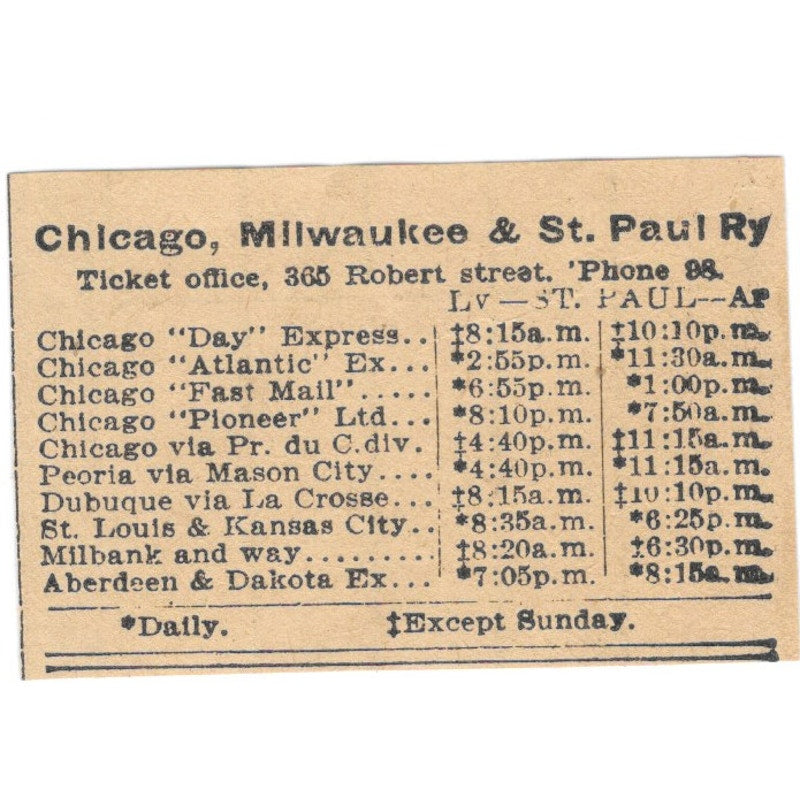 Chicago, Milwaukee & St. Paul Ry
Ticket office, 365 Robert street. 'Phone 98.
Lv—ST. PAUL--Ar
Chicago "Day" Express.. ‡8:15a.m. ‡10:10p.m.
Chicago "Atlantic" Ex... *2:55p.m. *11:30a.m.
Chicago "Fast Mail"..... *6:55p.m. *1:00p.m.
Chicago "Pioneer" Ltd... *8:10p.m. *7:50a.m.
Chicago via Pr. du C.div. ‡4:40p.m. ‡11:15a.m.
Peoria via Mason City.... *4:40p.m. *11:15a.m.
Dubuque via La Crosse... ‡8:15a.m. ‡10:10p.m.
St. Louis & Kansas City.. *8:35a.m. *6:25p.m.
Milbank and way......... ‡8:20a.m. ‡6:30p.m.
Aberdeen & Dakota Ex... *7:05p.m. *8:15a.m.
*Daily. ‡Except Sunday.